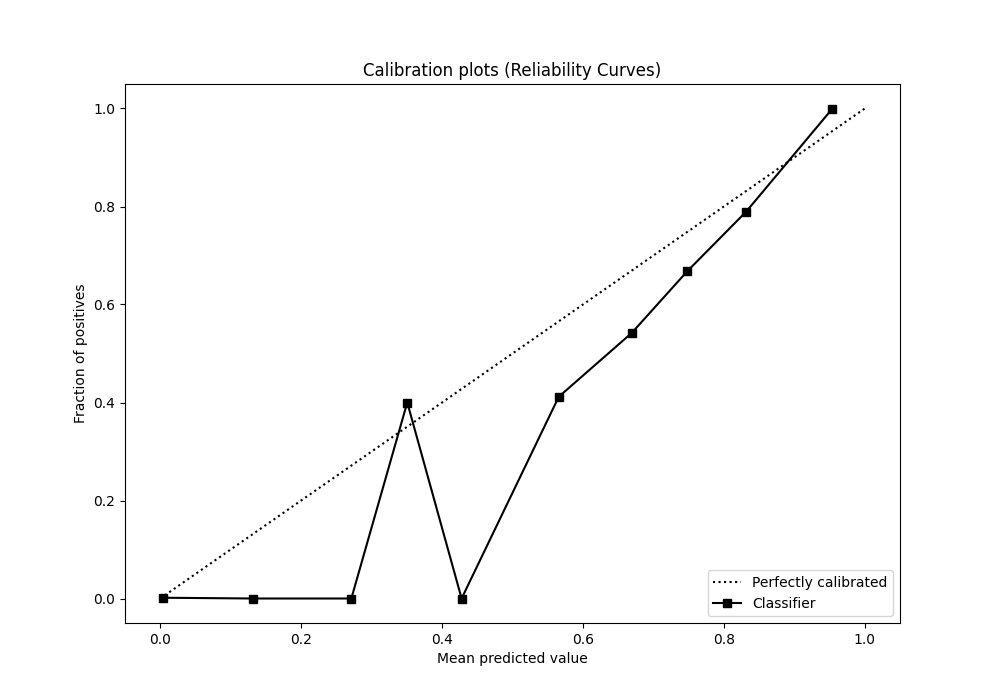 Calibration plots (Reliability Curves)
1.0
0.8
0.6
0.4
0.2
0.0
Fraction of positives
0.0 0.2 0.4 0.6 0.8 1.0
Mean predicted value
Perfectly calibrated
Classifier